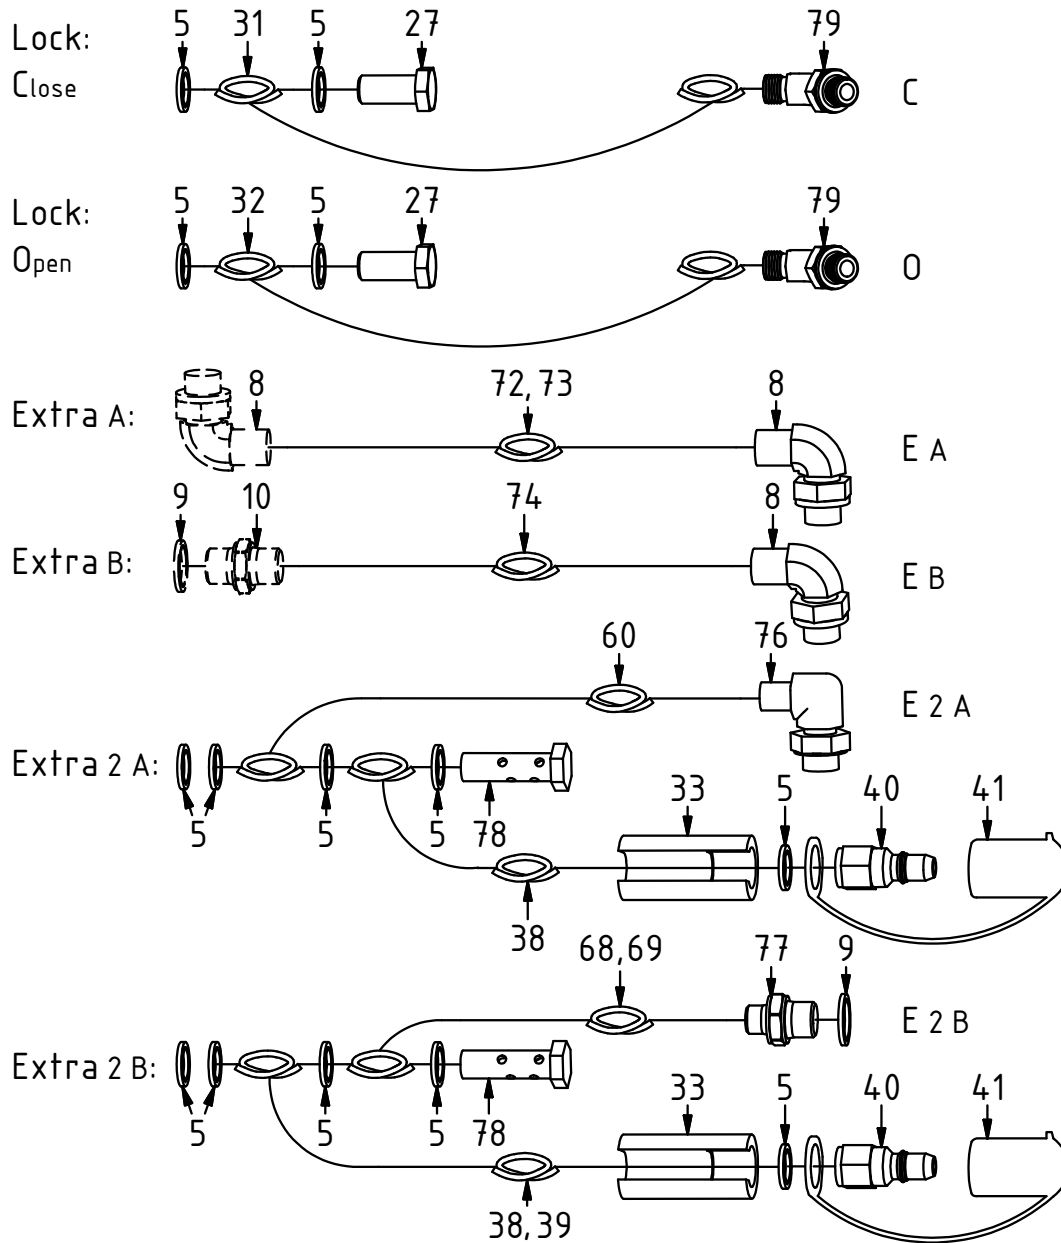 5 31 5 27 79
Lock:
Close C
5 32 5 27 79
Lock:
Open O
8 72,73 8
Extra A: E A
9 10 74 8
Extra B: E B
60 76
E 2 A
Extra 2 A:
33 5 40 41
5 5 5 78
38
68,69 77 9
E 2 B
Extra 2 B:
33 5 40 41
5 5 5 78
38,39